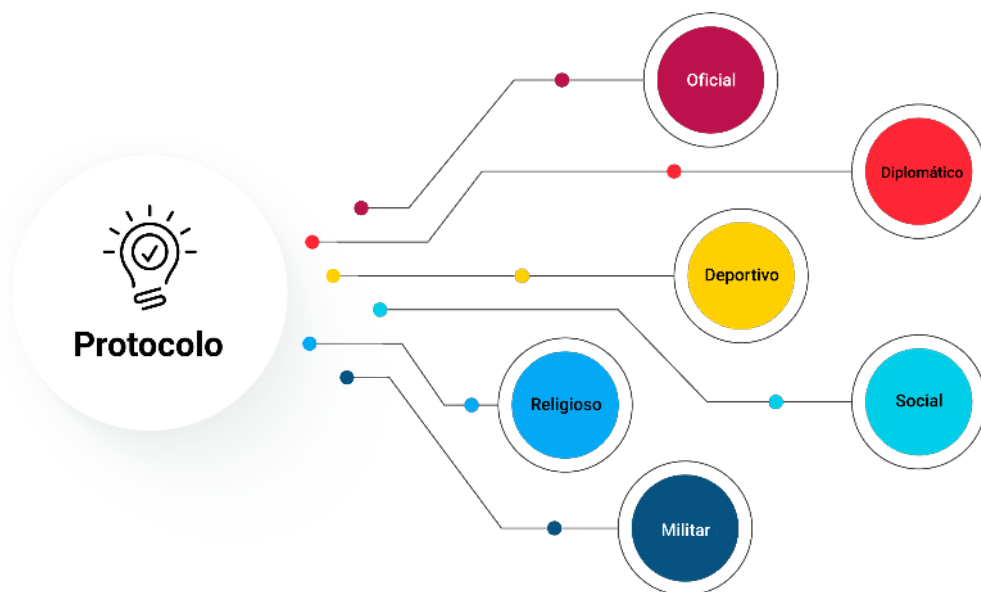 Protocolo
Oficial
Diplomático
Deportivo
Social
Religioso
Militar